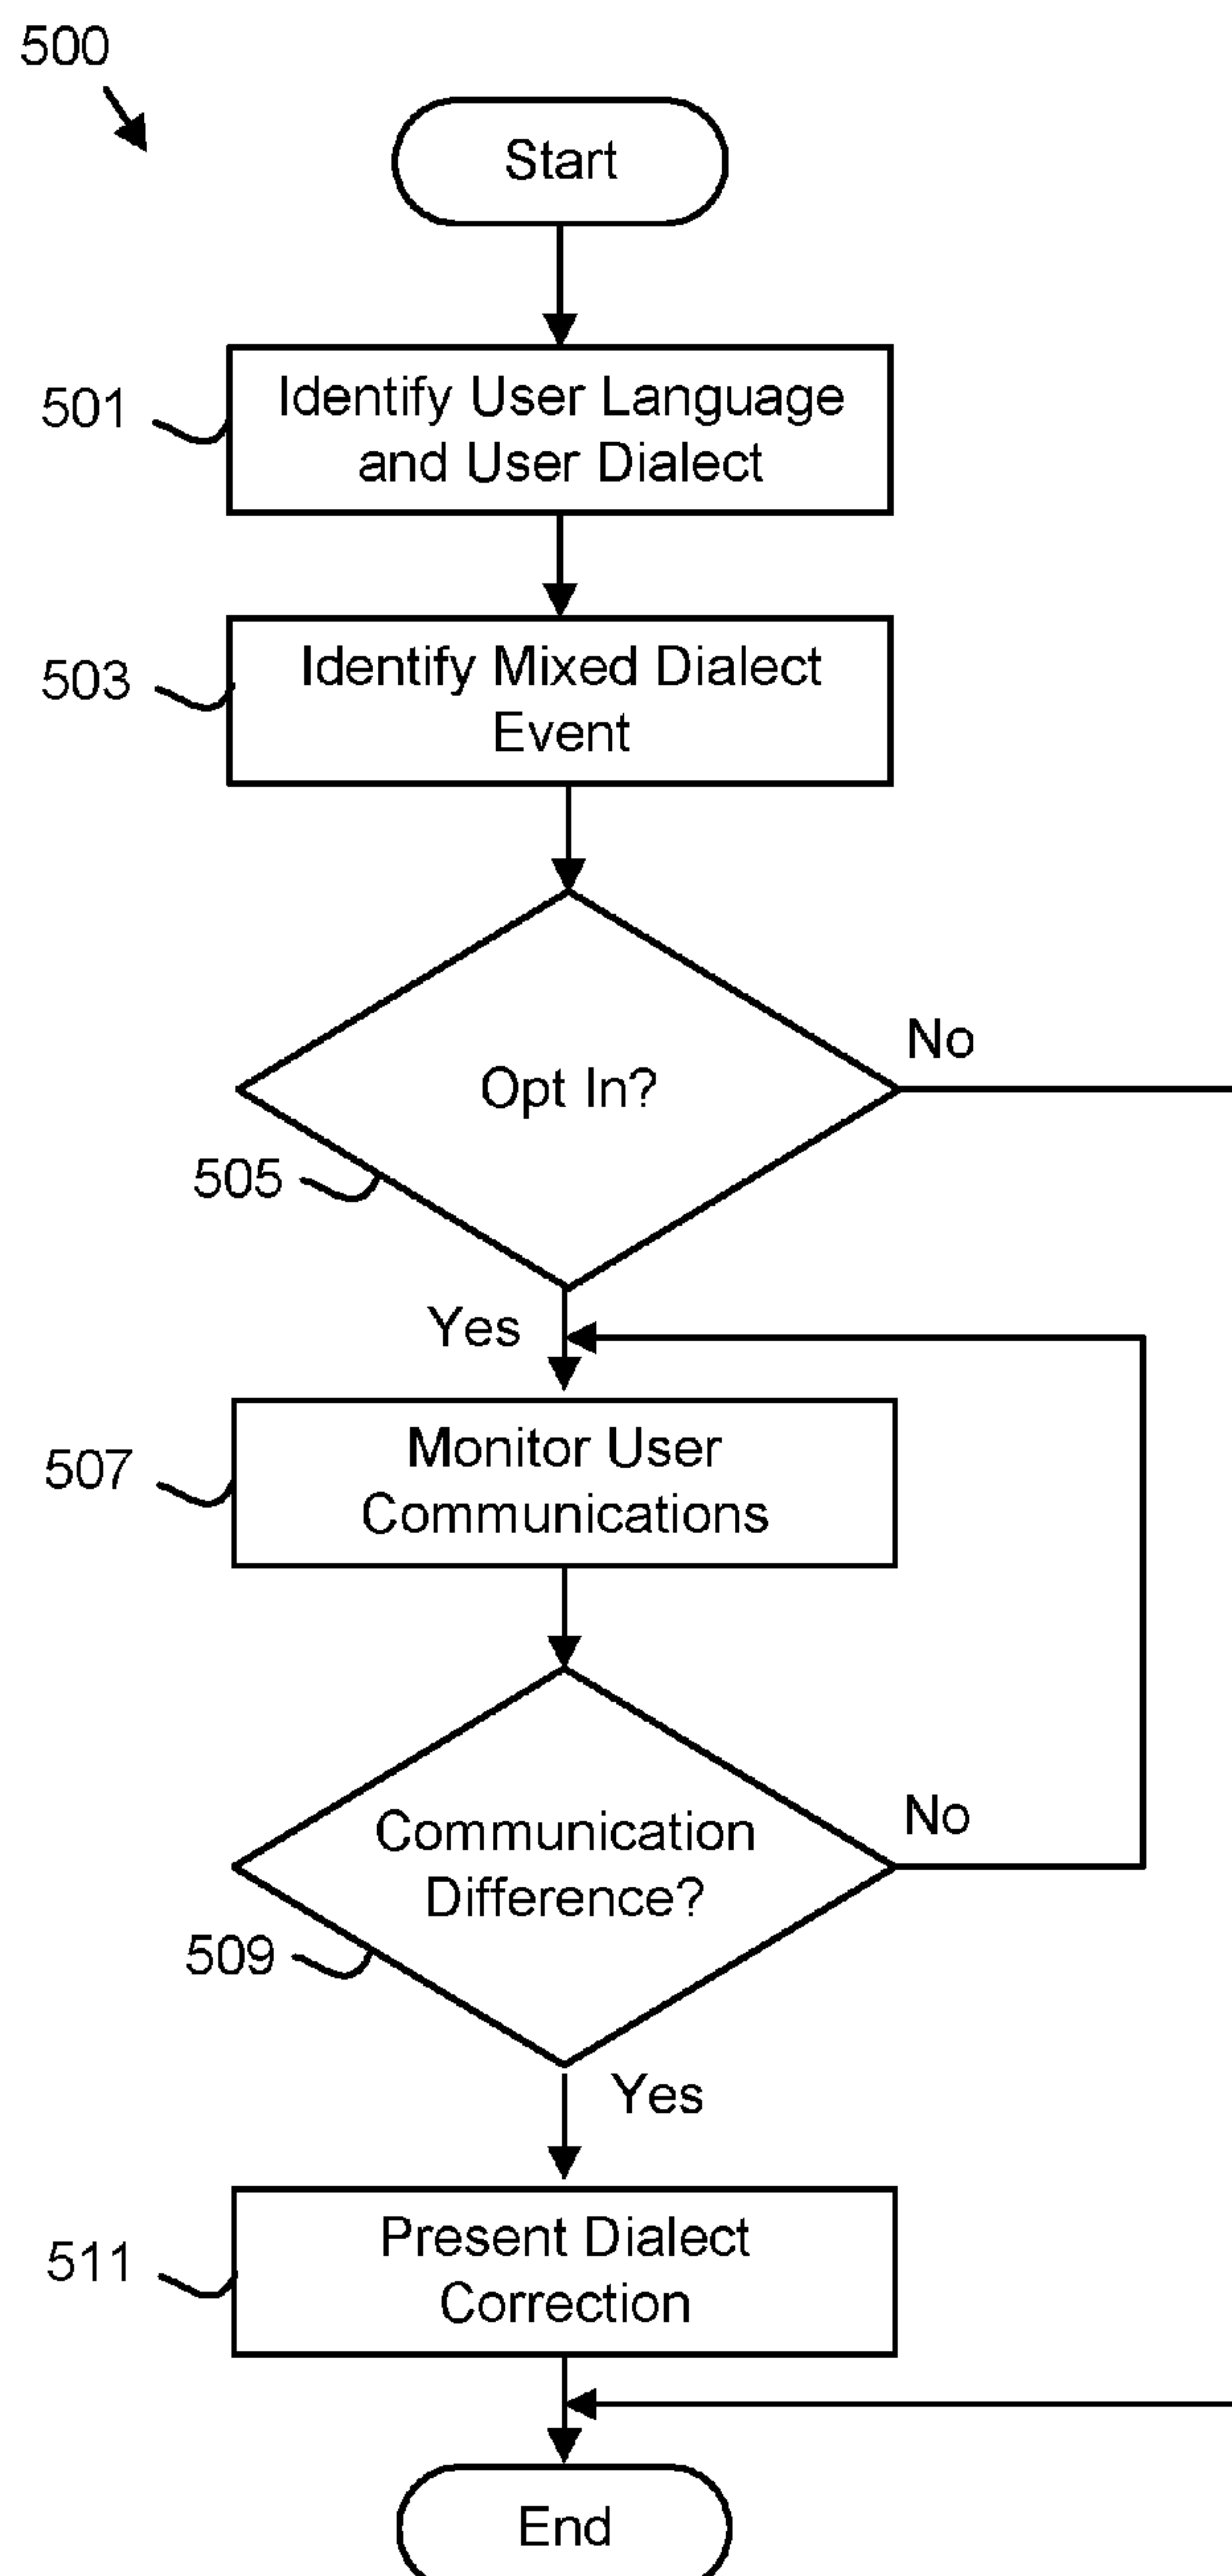 500
Start
501
Identify User Language
and User Dialect
503
Identify Mixed Dialect
Event
Opt In?
No
505
Yes
507
Monitor User
Communications
Communication
Difference?
No
509
Yes
511
Present Dialect
Correction
End